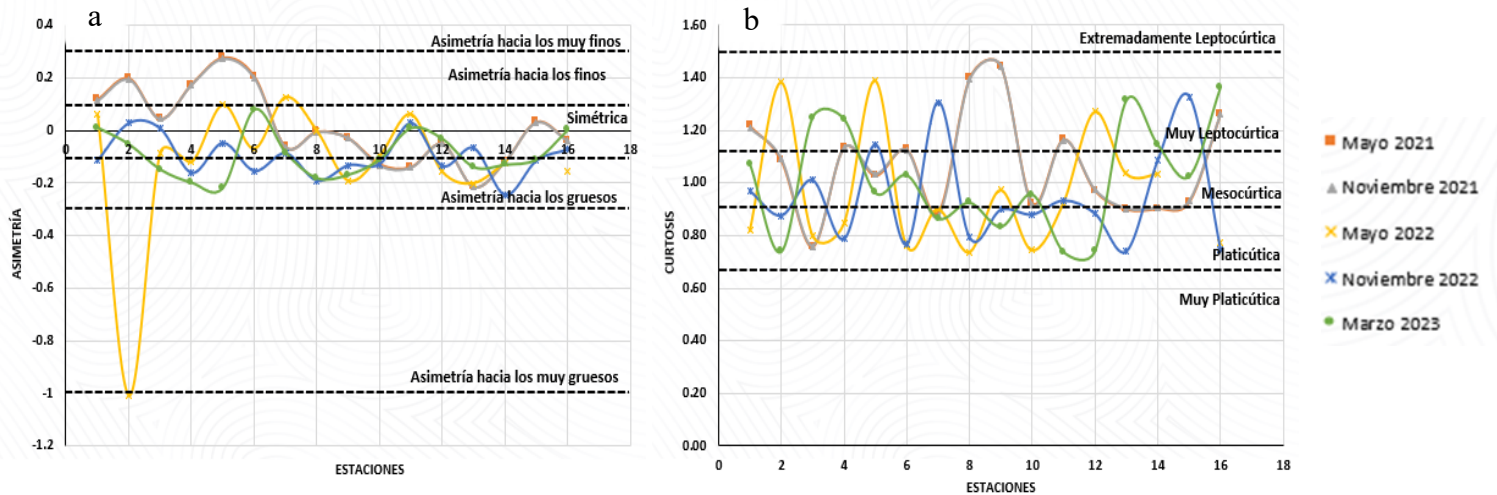 a
0.4
0.2
0
-0.2
-0.4
-0.6
-0.8
-1
-1.2
0 2 4 6 8 10 12 14 16 18
ASIMETRÍA
ESTACIONES
Asimetría hacia los muy finos
Asimetría hacia los finos
Simétrica
Asimetría hacia los gruesos
Asimetría hacia los muy gruesos
b
1.60
1.40
1.20
1.00
0.80
0.60
0.40
0.20
0.00
0 2 4 6 8 10 12 14 16 18
CURTOSIS
ESTACIONES
Extremadamente Leptocúrtica
Muy Leptocúrtica
Mesocúrtica
Platicútica
Muy Platicútica
Mayo 2021
Noviembre 2021
Mayo 2022
Noviembre 2022
Marzo 2023